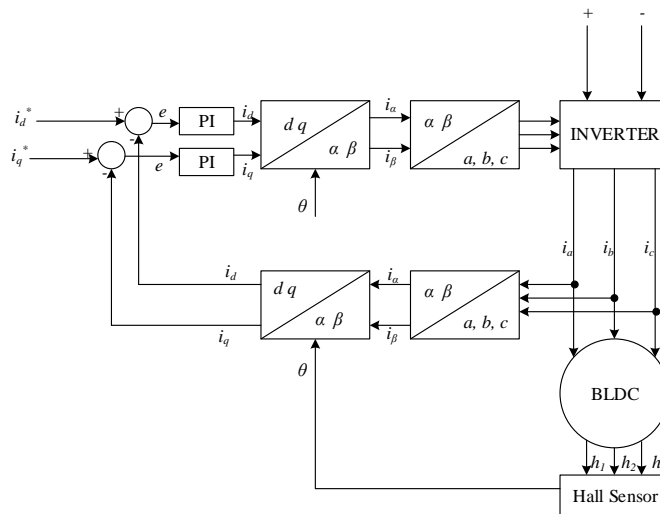 + -
i_d* + e PI i_d d q i_α α β INVERTER
-
i_q* + e PI i_q α β i_β a, b, c
-
θ
i_a i_b i_c
i_d d q i_α α β
i_q α β i_β a, b, c
θ
BLDC
h_1 h_2 h
Hall Sensor